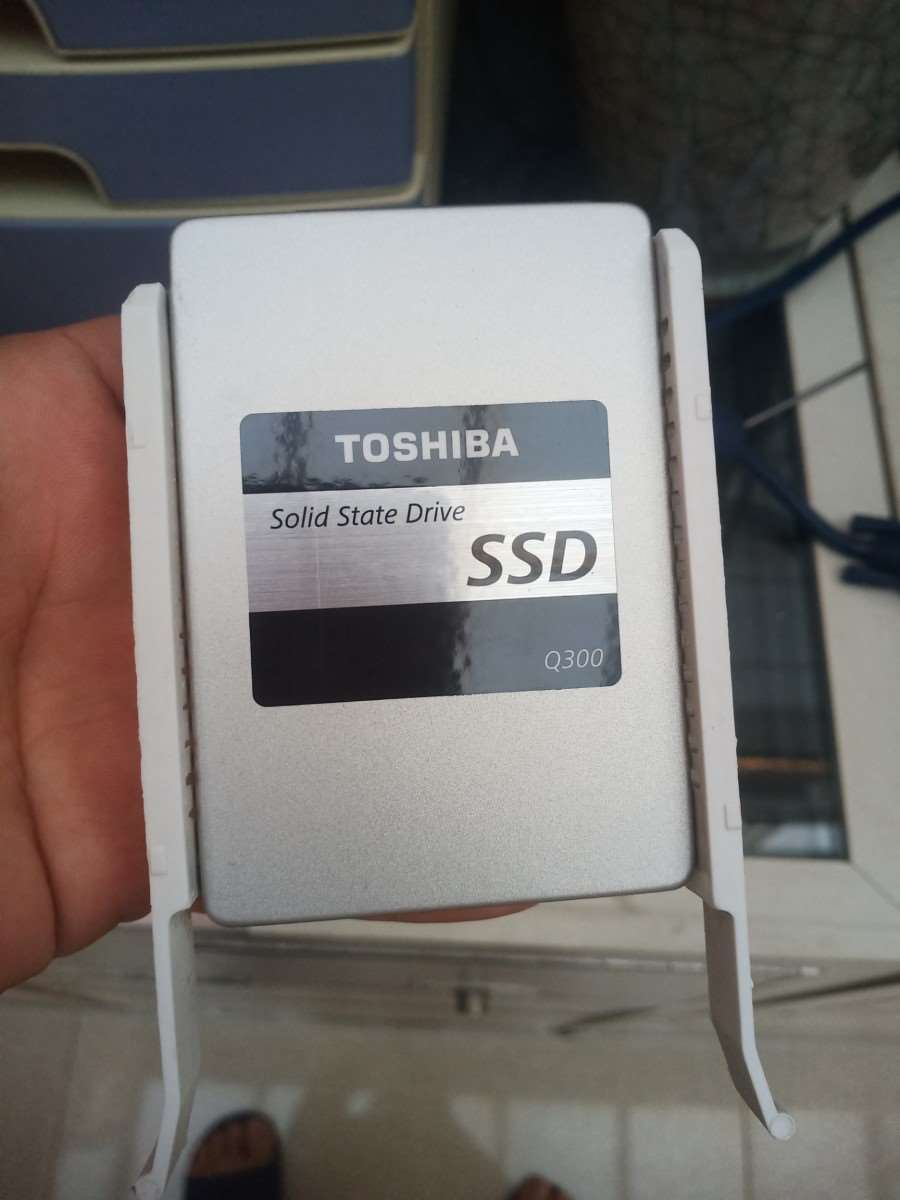 TOSHIBA
Solid State Drive
SSD
Q300